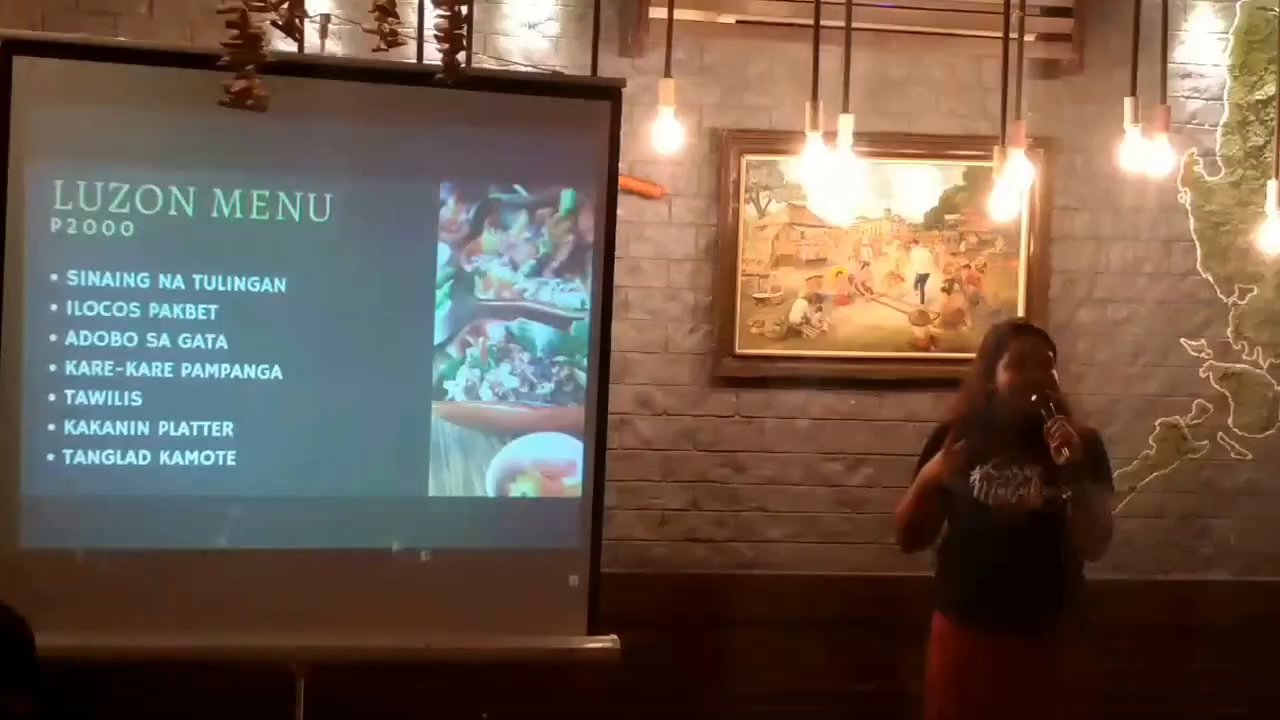 LUZON MENU
P2000
• SINAING NA TULINGAN
• ILOCOS PAKBET
• ADOBO SA GATA
• KARE-KARE PAMPANGA
• TAWILIS
• KAKANIN PLATTER
• TANGLAD KAMOTE